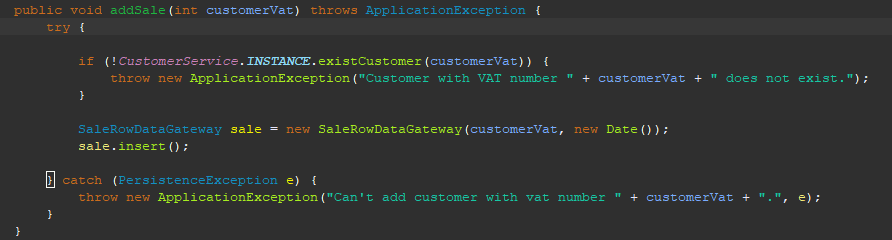 public void addSale(int customerVat) throws ApplicationException {
try {
if (!CustomerService.INSTANCE.existCustomer(customerVat)) {
throw new ApplicationException("Customer with VAT number " + customerVat + " does not exist.");
}
SaleRowDataGateway sale = new SaleRowDataGateway(customerVat, new Date());
sale.insert();
} catch (PersistenceException e) {
throw new ApplicationException("Can't add customer with vat number " + customerVat + ".", e);
}
}